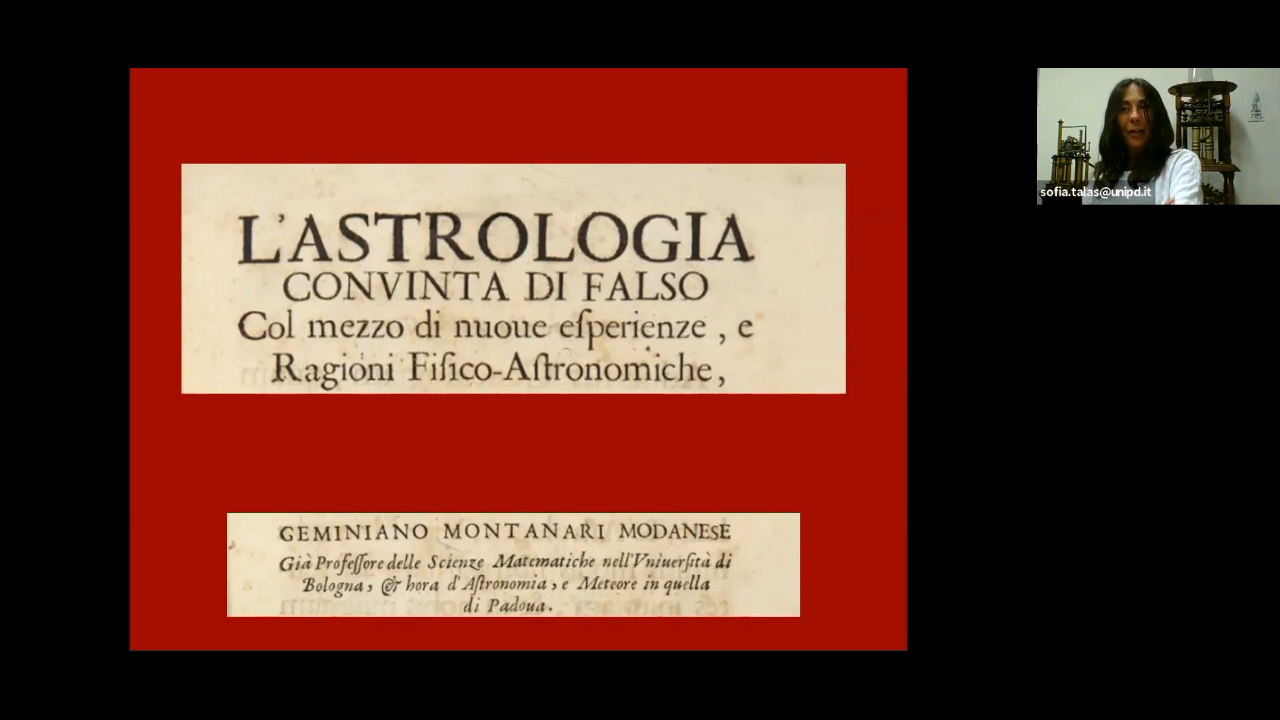 L'ASTROLOGIA
CONVINTA DI FALSO
Col mezzo di nuoue eſperienze , e
Ragioni Fiſico-Aſtronomiche,
GEMINIANO MONTANARI MODANESE
Già Profeſſore delle Scienze Matematiche nell'Vniuerſità di
Bologna, & hora d'Aſtronomia, e Meteore in quella
di Padoua.
sofia.talas@unipd.it